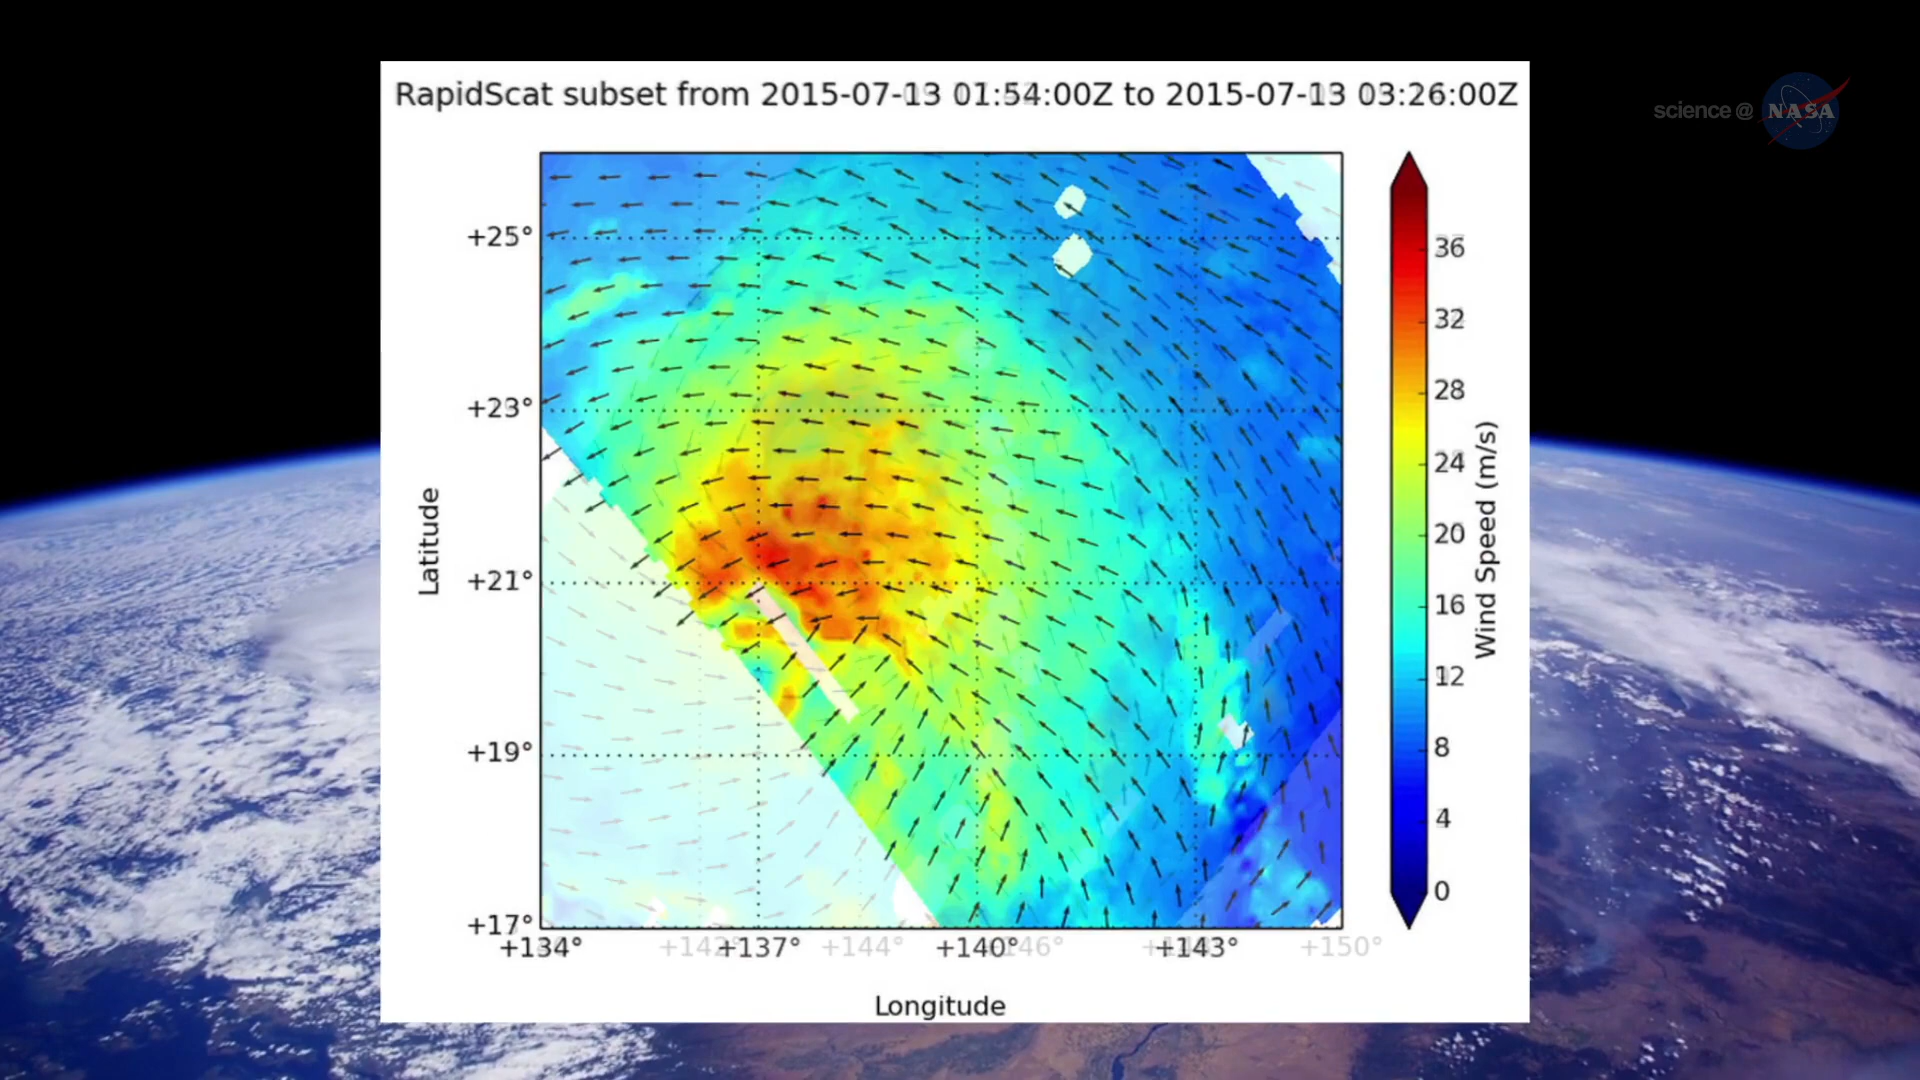 RapidScat subset from 2015-07-13 01:54:00Z to 2015-07-13 03:26:00Z
science@ NASA
+25°
+23°
+21°
+19°
+17°
Latitude
+134° +137° +140° +143° +150°
+144°
Longitude
36
32
28
24
20
16
12
8
4
0
Wind Speed (m/s)